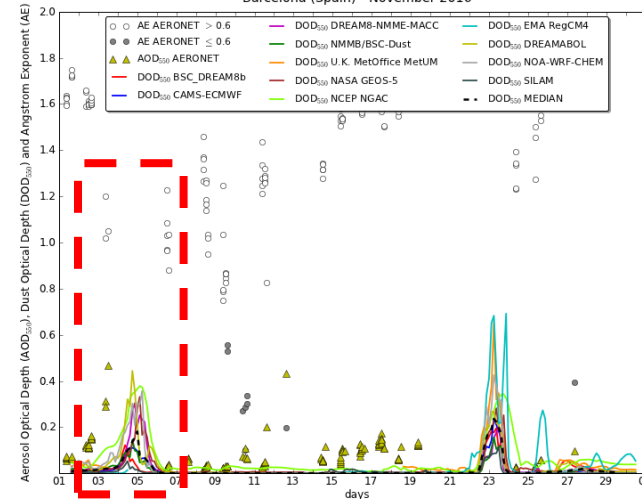 Barcelona (Spain) - November 2016
Aerosol Optical Depth (AOD₅₅₀), Dust Optical Depth (DOD₅₅₀) and Angstrom Exponent (AE)
2.0
1.8
1.6
1.4
1.2
1.0
0.8
0.6
0.4
0.2
AE AERONET > 0.6
AE AERONET ≤ 0.6
AOD₅₅₀ AERONET
DOD₅₅₀ BSC_DREAM8b
DOD₅₅₀ CAMS-ECMWF
DOD₅₅₀ DREAM8-NMME-MACC
DOD₅₅₀ NMMB/BSC-Dust
DOD₅₅₀ U.K. MetOffice MetUM
DOD₅₅₀ NASA GEOS-5
DOD₅₅₀ NCEP NGAC
DOD₅₅₀ EMA RegCM4
DOD₅₅₀ DREAMABOL
DOD₅₅₀ NOA-WRF-CHEM
DOD₅₅₀ SILAM
DOD₅₅₀ MEDIAN
01 03 05 07 09 11 13 15 17 19 21 23 25 27 29
days